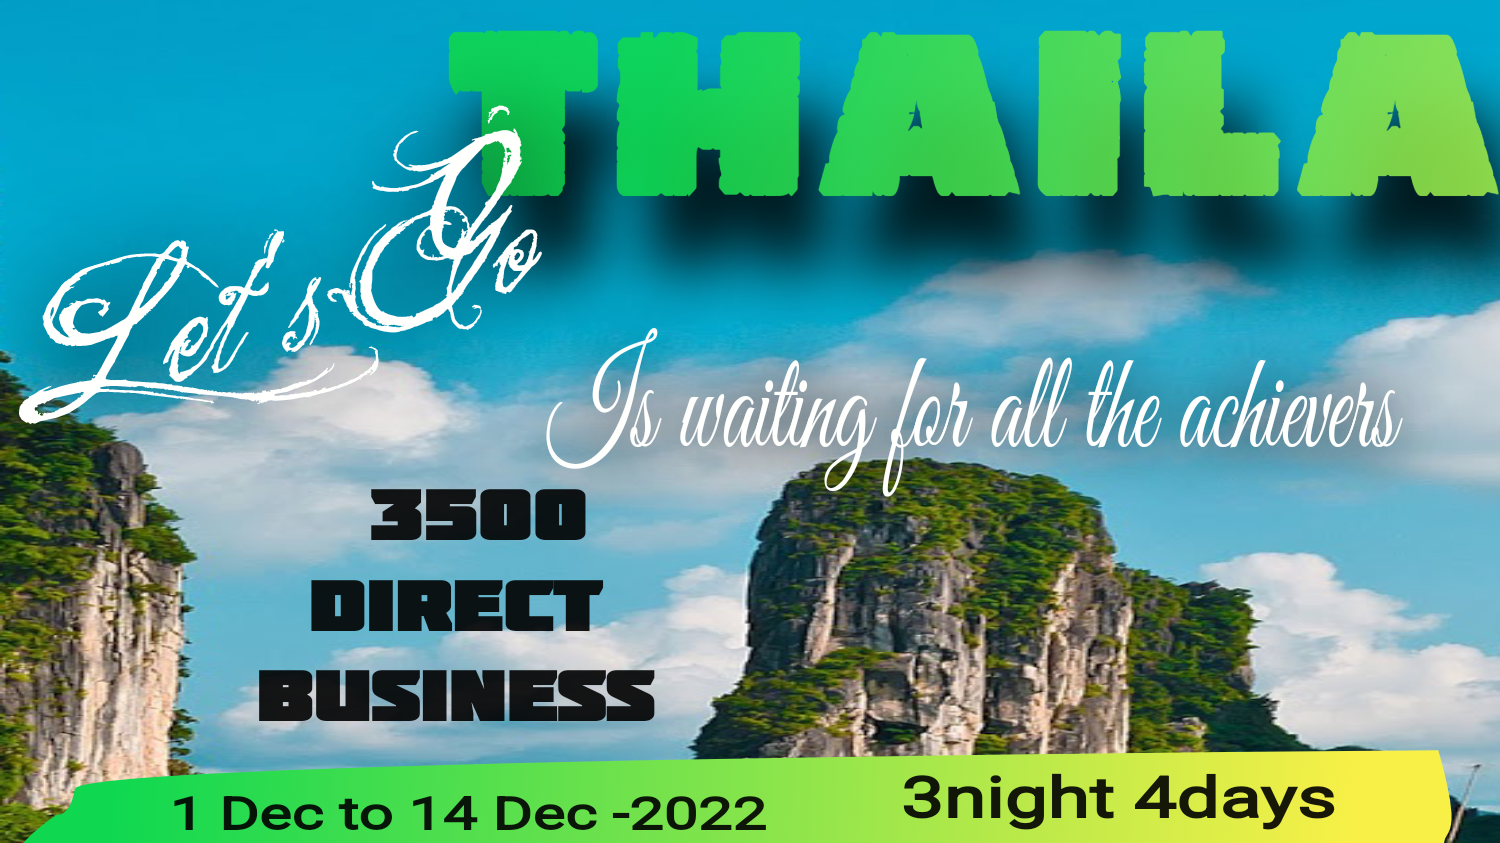 THAILA
Let's Go
Is waiting for all the achievers
3500
DIRECT
BUSINESS
1 Dec to 14 Dec -2022
3night 4days